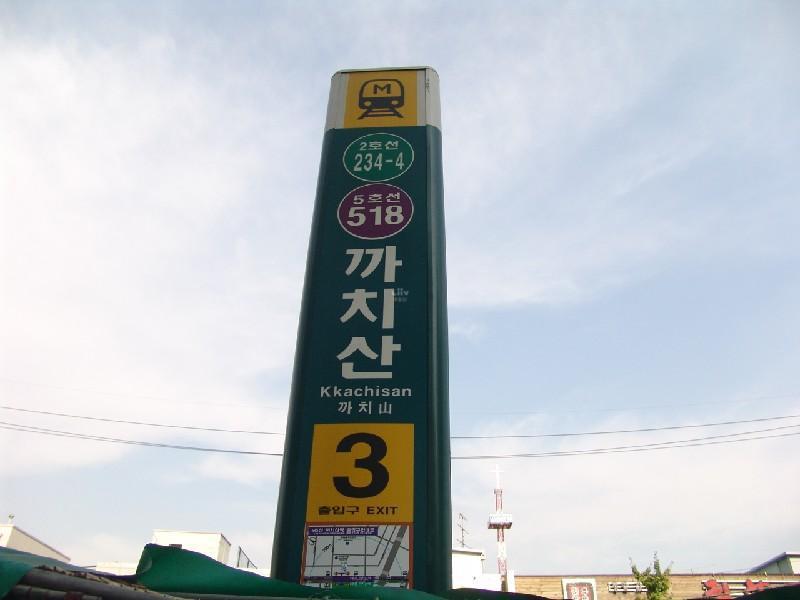 M
2호선
234-4
5호선
518
까
치
산
Kkachisan
까치山
3
출입구 EXIT